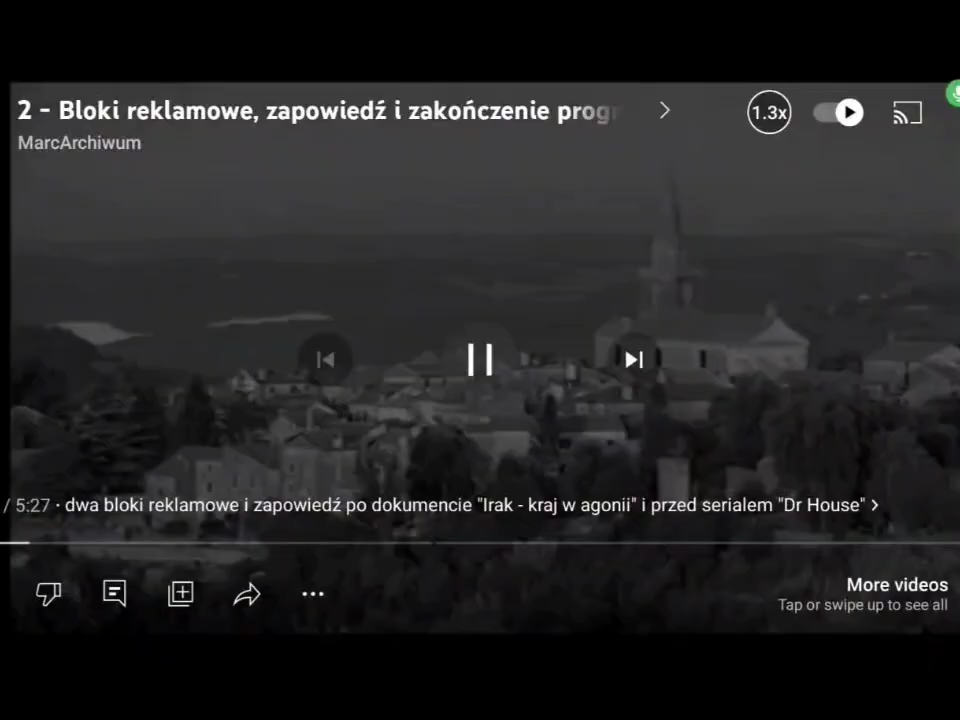 2 - Bloki reklamowe, zapowiedź i zakończenie progr
1.3x
MarcArchiwum
/ 5:27 · dwa bloki reklamowe i zapowiedź po dokumencie "Irak - kraj w agonii" i przed serialem "Dr House"
More videos
Tap or swipe up to see all